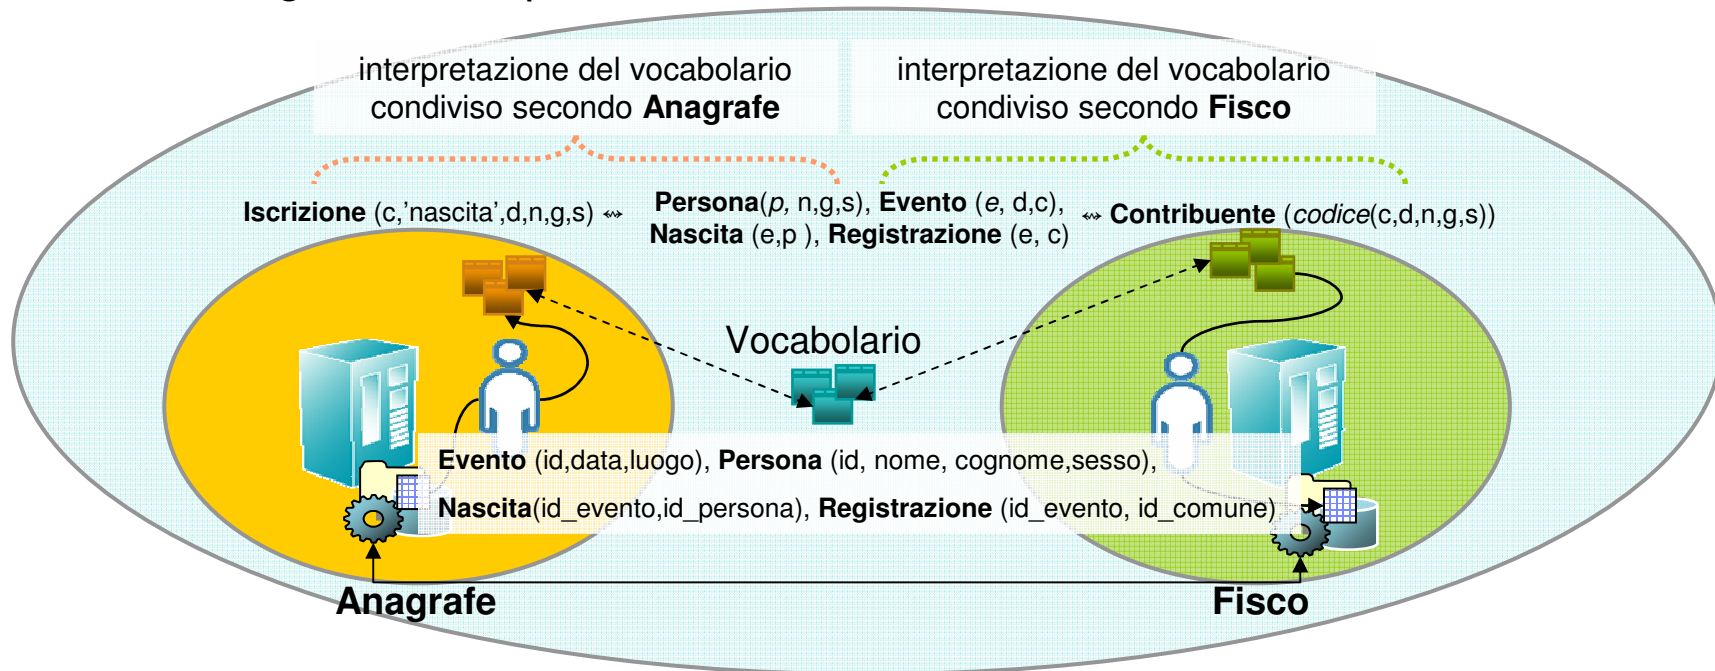 interpretazione del vocabolario
condiviso secondo Anagrafe
interpretazione del vocabolario
condiviso secondo Fisco
Iscrizione (c,'nascita',d,n,g,s) ⇿
Persona(p, n,g,s), Evento (e, d,c),
Nascita (e,p ), Registrazione (e, c)
⇿ Contribuente (codice(c,d,n,g,s))
Vocabolario
Evento (id,data,luogo), Persona (id, nome, cognome,sesso),
Nascita(id_evento,id_persona), Registrazione (id_evento, id_comune)
Anagrafe
Fisco